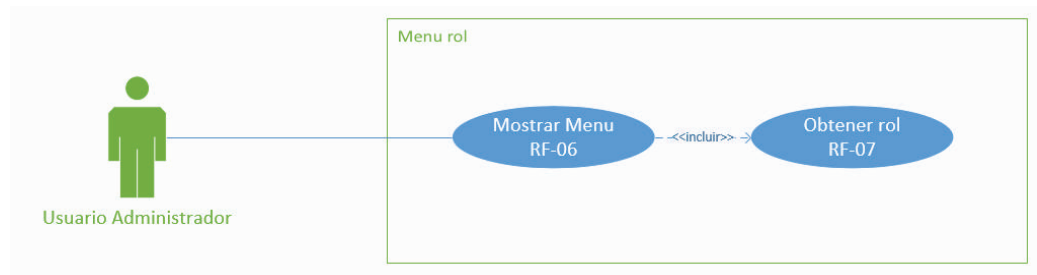 Menu rol
Mostrar Menu
RF-06
<<incluir>>
Obtener rol
RF-07
Usuario Administrador